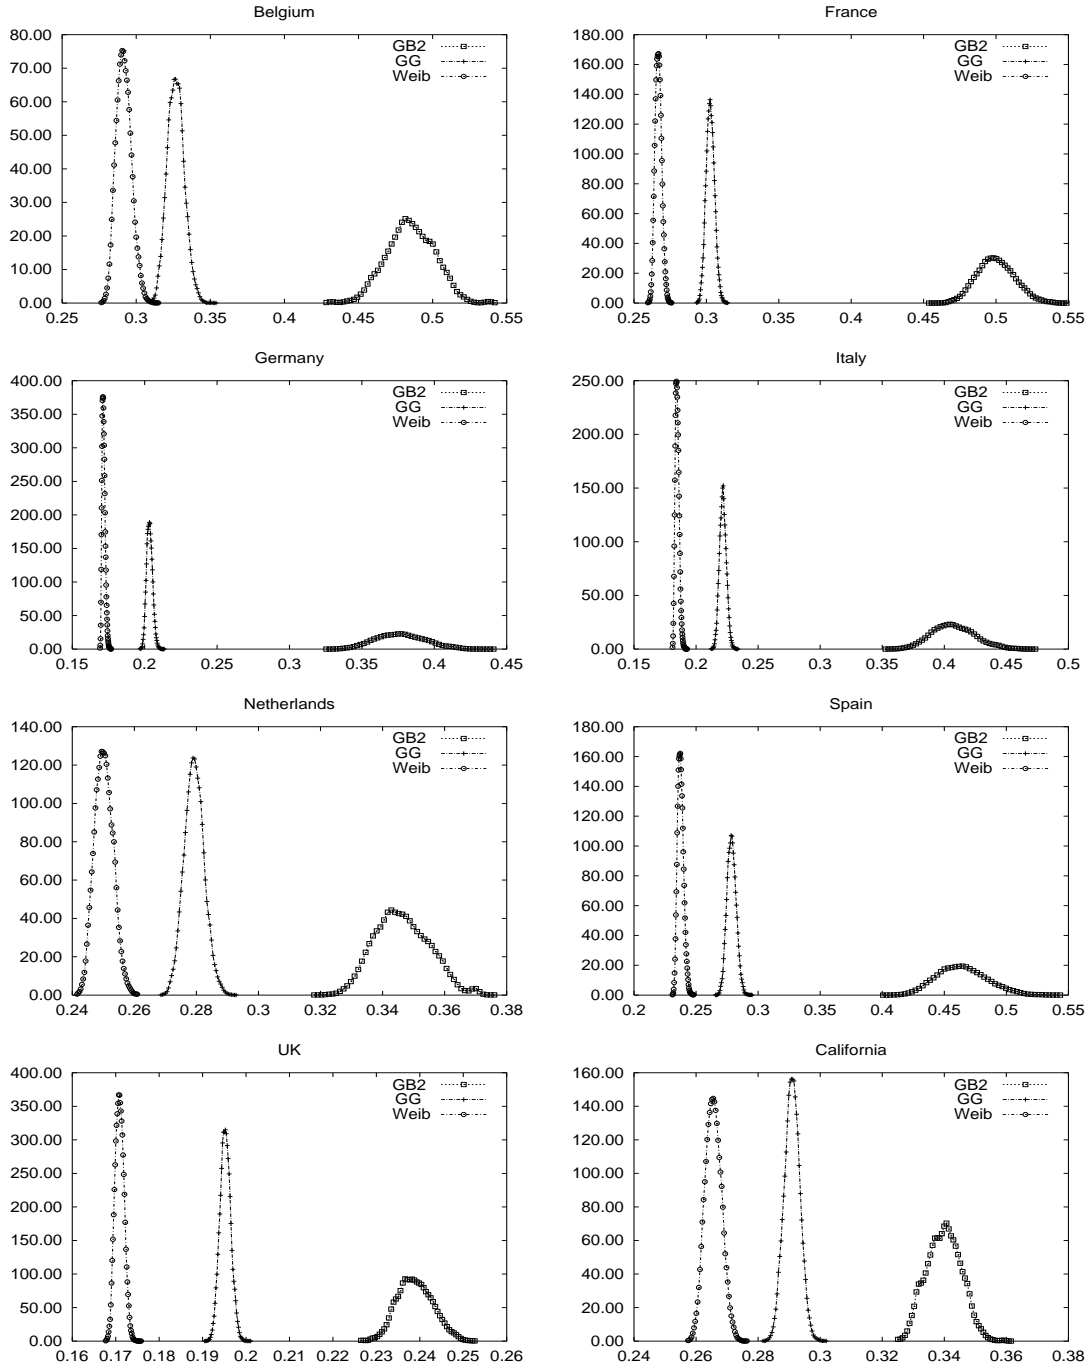 Belgium
80.00
70.00
60.00
50.00
40.00
30.00
20.00
10.00
0.00
0.25 0.3 0.35 0.4 0.45 0.5 0.55
GB2
GG
Weib
France
180.00
160.00
140.00
120.00
100.00
80.00
60.00
40.00
20.00
0.00
0.25 0.3 0.35 0.4 0.45 0.5 0.55
GB2
GG
Weib
Germany
400.00
350.00
300.00
250.00
200.00
150.00
100.00
50.00
0.00
0.15 0.2 0.25 0.3 0.35 0.4 0.45
GB2
GG
Weib
Italy
250.00
200.00
150.00
100.00
50.00
0.00
0.15 0.2 0.25 0.3 0.35 0.4 0.45 0.5
GB2
GG
Weib
Netherlands
140.00
120.00
100.00
80.00
60.00
40.00
20.00
0.00
0.24 0.26 0.28 0.3 0.32 0.34 0.36 0.38
GB2
GG
Weib
Spain
180.00
160.00
140.00
120.00
100.00
80.00
60.00
40.00
20.00
0.00
0.2 0.25 0.3 0.35 0.4 0.45 0.5 0.55
GB2
GG
Weib
UK
400.00
350.00
300.00
250.00
200.00
150.00
100.00
50.00
0.00
0.16 0.17 0.18 0.19 0.2 0.21 0.22 0.23 0.24 0.25 0.26
GB2
GG
Weib
California
160.00
140.00
120.00
100.00
80.00
60.00
40.00
20.00
0.00
0.24 0.26 0.28 0.3 0.32 0.34 0.36 0.38
GB2
GG
Weib